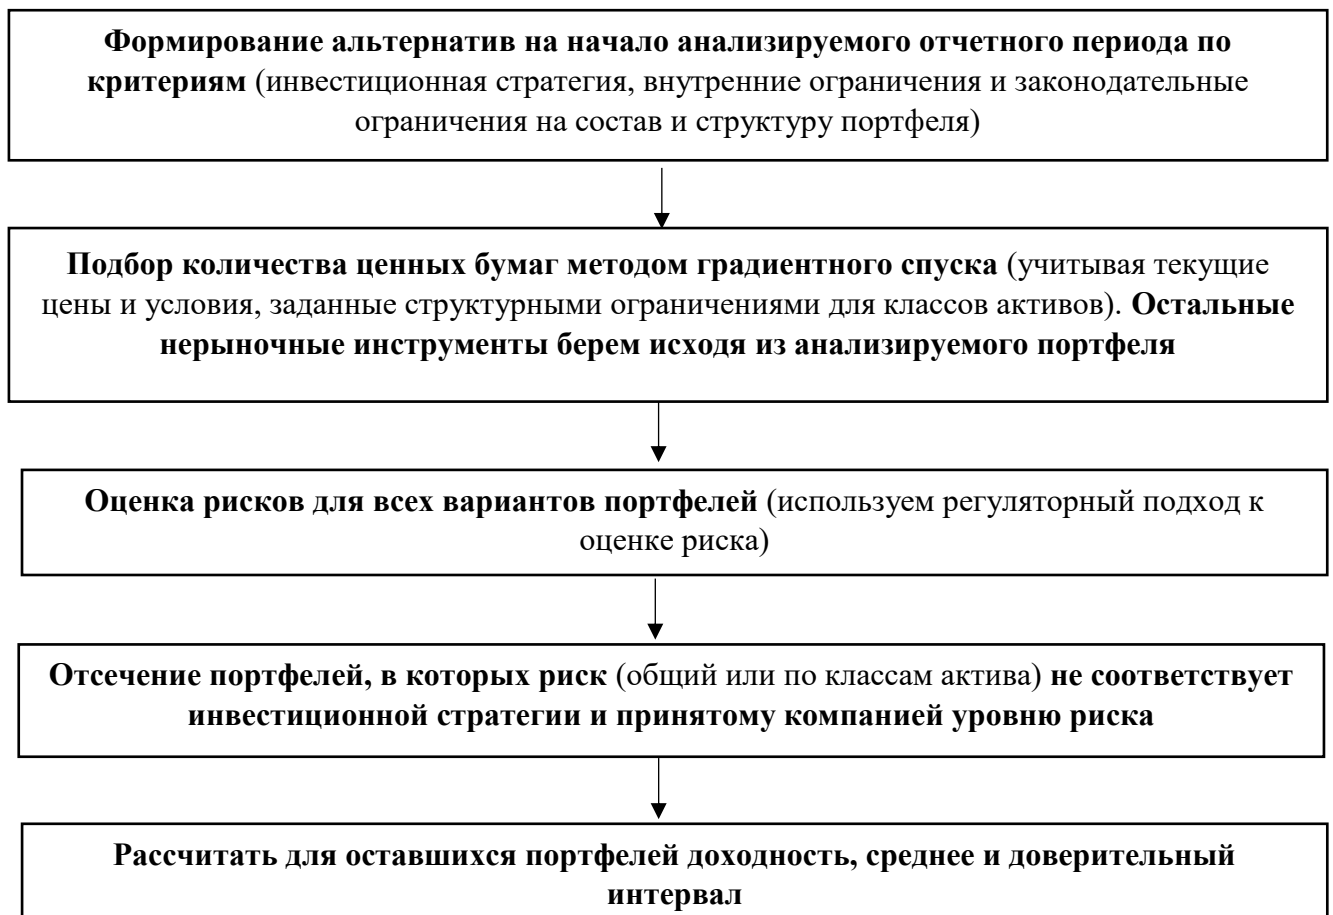 Формирование альтернатив на начало анализируемого отчетного периода по
критериям (инвестиционная стратегия, внутренние ограничения и законодательные
ограничения на состав и структуру портфеля)
Подбор количества ценных бумаг методом градиентного спуска (учитывая текущие
цены и условия, заданные структурными ограничениями для классов активов). Остальные
нерыночные инструменты берем исходя из анализируемого портфеля
Оценка рисков для всех вариантов портфелей (используем регуляторный подход к
оценке риска)
Отсечение портфелей, в которых риск (общий или по классам актива) не соответствует
инвестиционной стратегии и принятому компанией уровню риска
Рассчитать для оставшихся портфелей доходность, среднее и доверительный
интервал